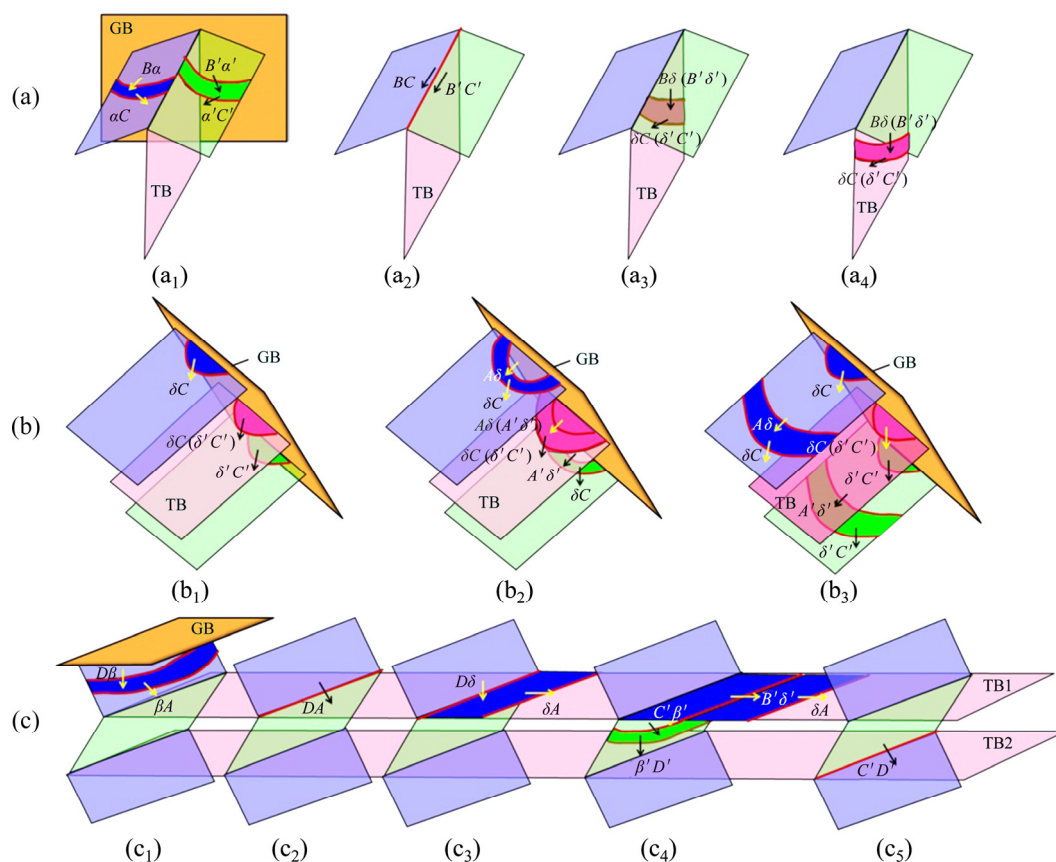 (a)
GB
Bα
B′α′
αC
α′C′
TB
(a₁)
BC
B′C′
(a₂)
Bδ (B′δ′)
δC (δ′C′)
TB
(a₃)
Bδ (B′δ′)
δC (δ′C′)
TB
(a₄)
(b)
GB
δC
δC (δ′C′)
δ′C′
TB
(b₁)
GB
Aδ
δC
Aδ (A′δ′)
δC (δ′C′)
A′δ′
δC
TB
(b₂)
GB
δC
Aδ
δC
δC (δ′C′)
δ′C′
TB
A′δ′
δ′C′
(b₃)
(c)
GB
Dβ
βA
(c₁)
DA
(c₂)
Dδ
δA
(c₃)
B′δ′
δA
C′β′
β′D′
(c₄)
TB1
TB2
C′D′
(c₅)